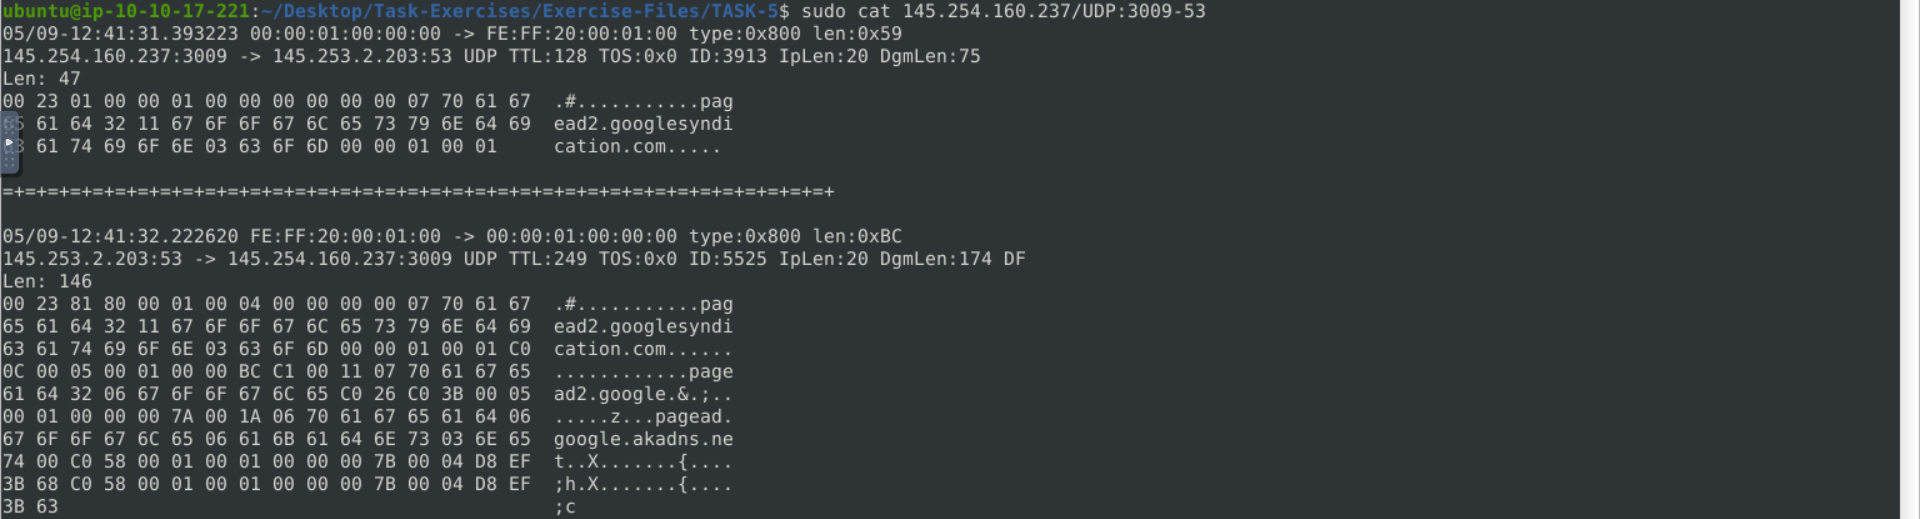 ubuntu@ip-10-10-17-221:~/Desktop/Task-Exercises/Exercise-Files/TASK-5$ sudo cat 145.254.160.237/UDP:3009-53
05/09-12:41:31.393223 00:00:01:00:00:00 -> FE:FF:20:00:01:00 type:0x800 len:0x59
145.254.160.237:3009 -> 145.253.2.203:53 UDP TTL:128 TOS:0x0 ID:3913 IpLen:20 DgmLen:75
Len: 47
00 23 01 00 00 01 00 00 00 00 00 00 07 70 61 67  .#...........pag
65 61 64 32 11 67 6F 6F 67 6C 65 73 79 6E 64 69  ead2.googlesyndi
63 61 74 69 6F 6E 03 63 6F 6D 00 00 01 00 01     cation.com.....
=+=+=+=+=+=+=+=+=+=+=+=+=+=+=+=+=+=+=+=+=+=+=+=+=+=+=+=+=+=+=+=+=+=+=+=+=+
05/09-12:41:32.222620 FE:FF:20:00:01:00 -> 00:00:01:00:00:00 type:0x800 len:0xBC
145.253.2.203:53 -> 145.254.160.237:3009 UDP TTL:249 TOS:0x0 ID:5525 IpLen:20 DgmLen:174 DF
Len: 146
00 23 81 80 00 01 00 04 00 00 00 00 07 70 61 67  .#...........pag
65 61 64 32 11 67 6F 6F 67 6C 65 73 79 6E 64 69  ead2.googlesyndi
63 61 74 69 6F 6E 03 63 6F 6D 00 00 01 00 01 C0  cation.com......
0C 00 05 00 01 00 00 BC C1 00 11 07 70 61 67 65  ............page
61 64 32 06 67 6F 6F 67 6C 65 C0 26 C0 3B 00 05  ad2.google.&.;..
00 01 00 00 00 7A 00 1A 06 70 61 67 65 61 64 06  .....z...pagead.
67 6F 6F 67 6C 65 06 61 6B 61 64 6E 73 03 6E 65  google.akadns.ne
74 00 C0 58 00 01 00 01 00 00 00 7B 00 04 D8 EF  t..X.......{....
3B 68 C0 58 00 01 00 01 00 00 00 7B 00 04 D8 EF  ;h.X.......{....
3B 63                                            ;c